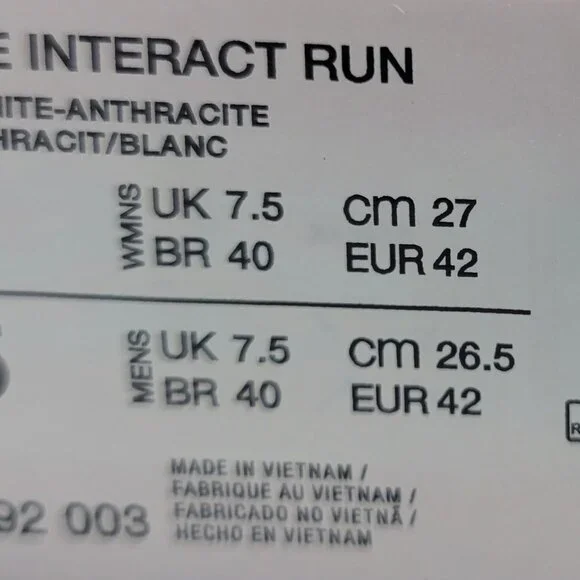 E INTERACT RUN
ITE-ANTHRACITE
HRACIT/BLANC
WMNS
UK 7.5 CM 27
BR 40 EUR 42
MENS
UK 7.5 CM 26.5
BR 40 EUR 42
MADE IN VIETNAM /
FABRIQUE AU VIETNAM /
92 003 FABRICADO NO VIETNÃ /
HECHO EN VIETNAM
R